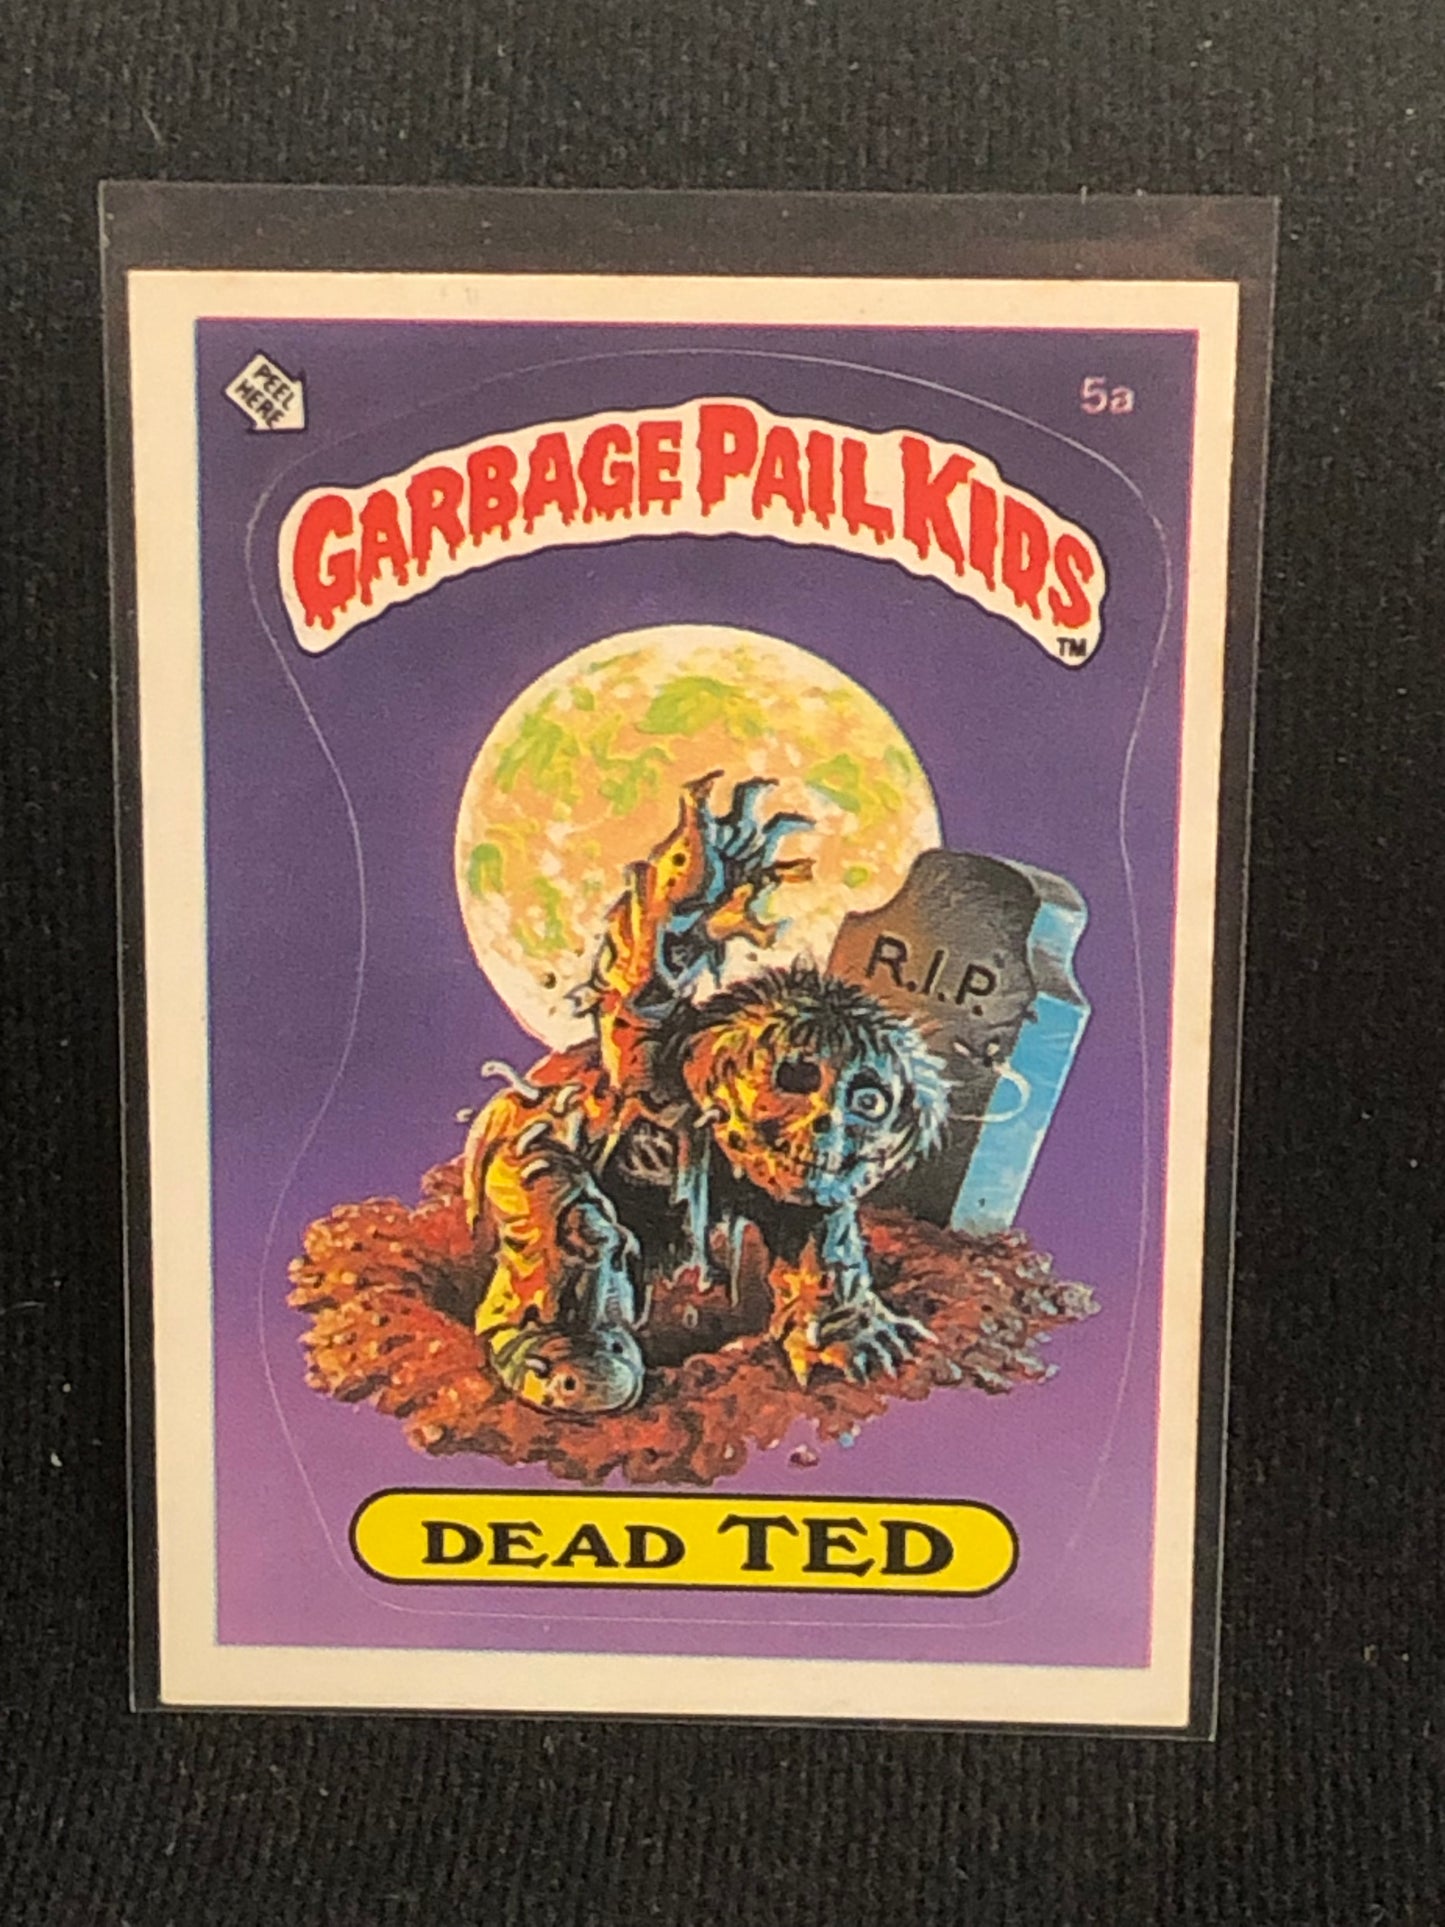 PEEL
HERE
5a
GARBAGE PAIL KIDS
TM
R.I.P.
DEAD TED